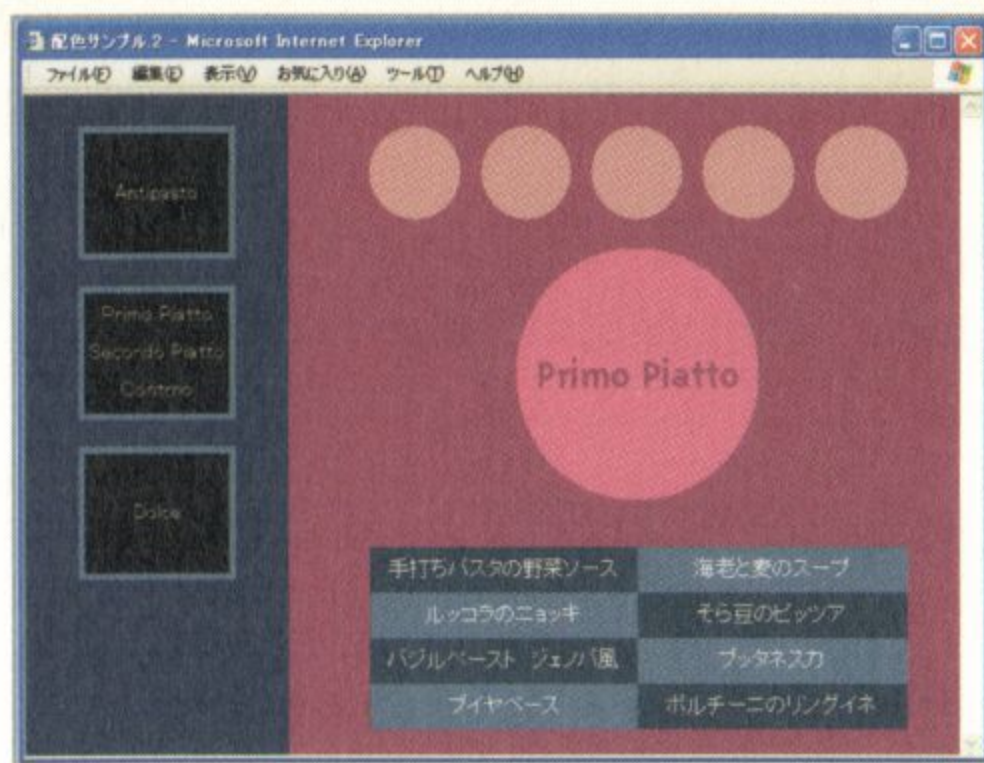 配色サンプル.2 - Microsoft Internet Explorer
ファイル(F) 編集(E) 表示(V) お気に入り(A) ツール(T) ヘルプ(H)
Antipasto
Primo Piatto
Secondo Piatto
Contrno
Dolce
Primo Piatto
手打ちパスタの野菜ソース 海老と麦のスープ
ルッコラのニョッキ そら豆のピッツア
バジルペースト ジェノバ風 プッタネスカ
ブイヤベース ポルチーニのリングイネ